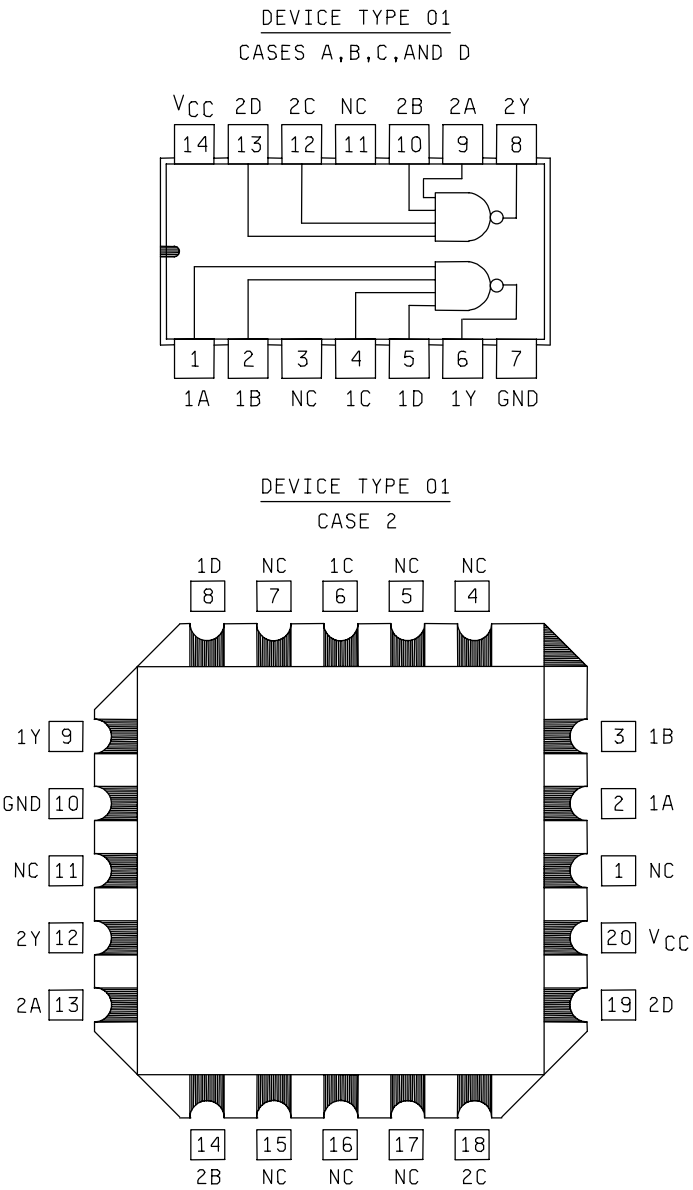 DEVICE TYPE 01
CASES A,B,C,AND D
VCC 2D 2C NC 2B 2A 2Y
14 13 12 11 10 9 8
1 2 3 4 5 6 7
1A 1B NC 1C 1D 1Y GND
DEVICE TYPE 01
CASE 2
1D NC 1C NC NC
8 7 6 5 4
1Y 9 3 1B
GND 10 2 1A
NC 11 1 NC
2Y 12 20 VCC
2A 13 19 2D
14 15 16 17 18
2B NC NC NC 2C